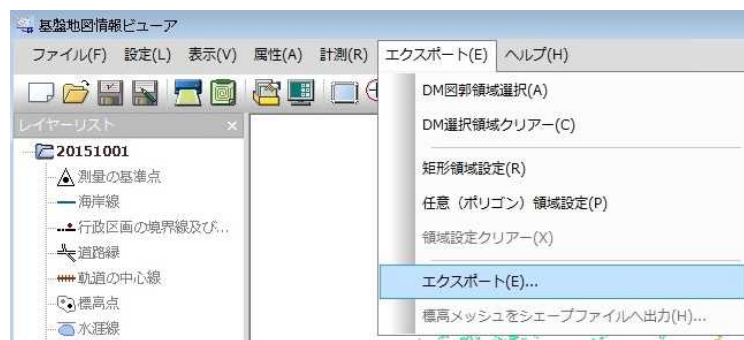 基盤地図情報ビューア
ファイル(F) 設定(L) 表示(V) 属性(A) 計測(R) エクスポート(E) ヘルプ(H)
レイヤーリスト ×
20151001
測量の基準点
海岸線
行政区画の境界線及び...
道路縁
軌道の中心線
標高点
水涯線
DM図郭領域選択(A)
DM選択領域クリアー(C)
矩形領域設定(R)
任意（ポリゴン）領域設定(P)
領域設定クリアー(X)
エクスポート(E)...
標高メッシュをシェープファイルへ出力(H)...